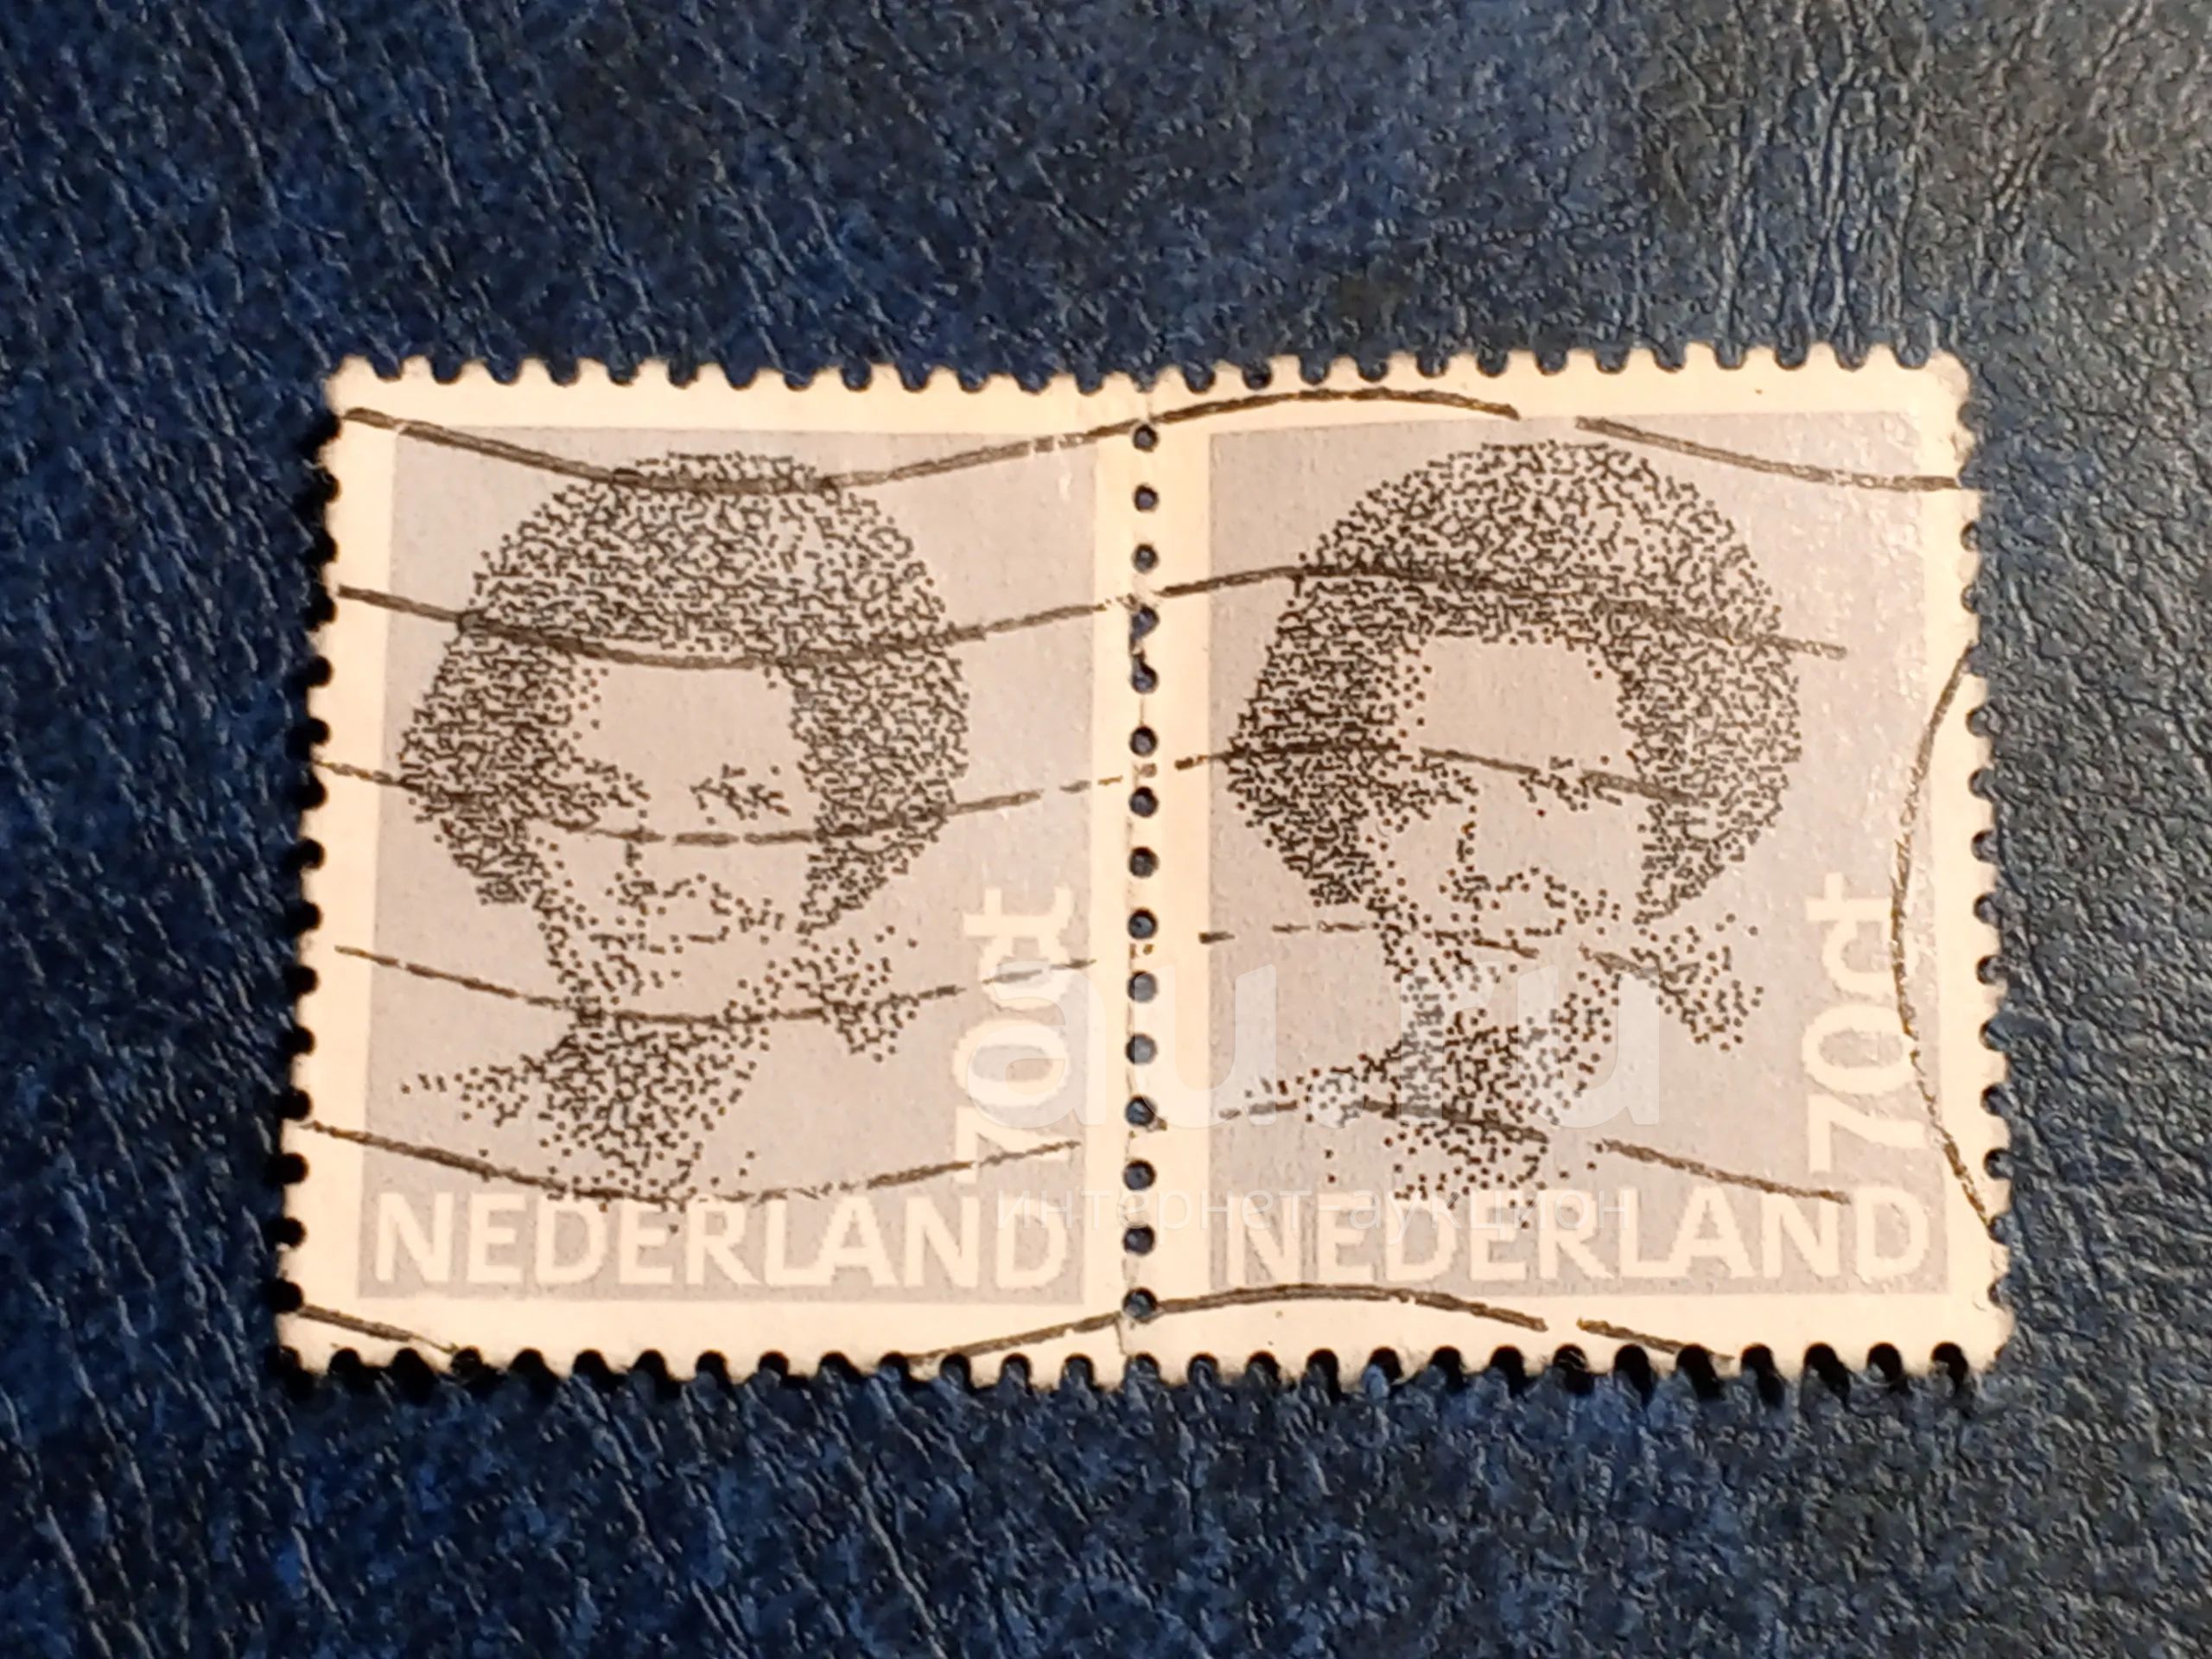 70ct
NEDERLAND
70ct
NEDERLAND
au.ru
интернет-аукцион